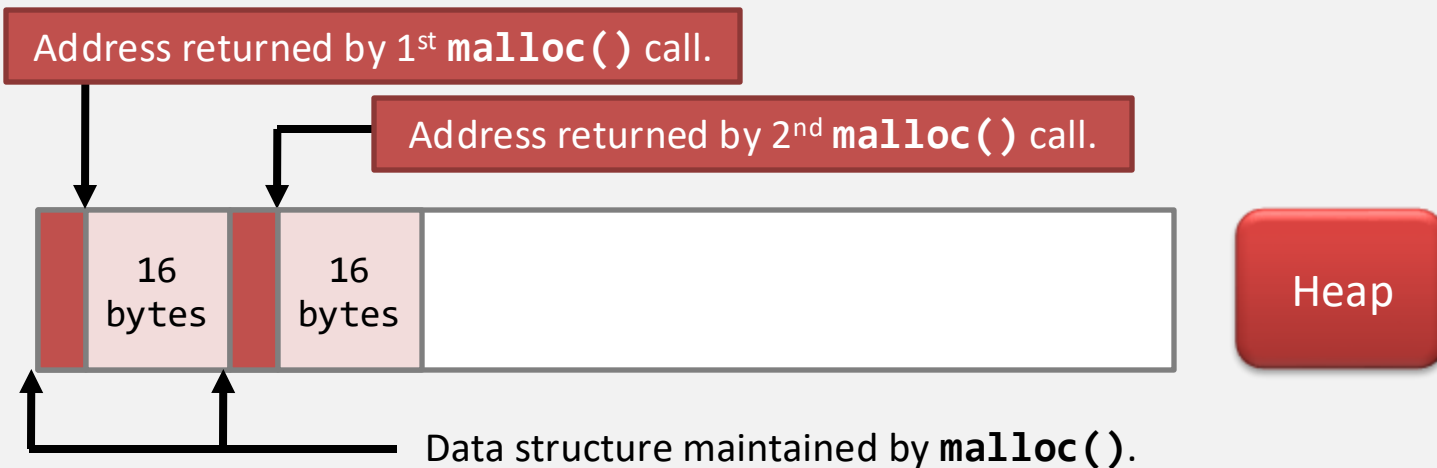 Address returned by 1st malloc() call.
Address returned by 2nd malloc() call.
16
bytes
16
bytes
Heap
Data structure maintained by malloc().